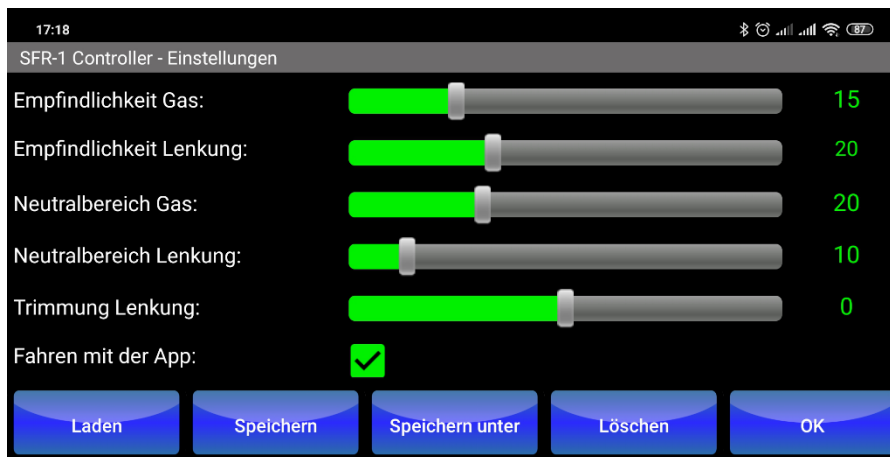 17:18 87
SFR-1 Controller - Einstellungen
Empfindlichkeit Gas: 15
Empfindlichkeit Lenkung: 20
Neutralbereich Gas: 20
Neutralbereich Lenkung: 10
Trimmung Lenkung: 0
Fahren mit der App:
Laden Speichern Speichern unter Löschen OK